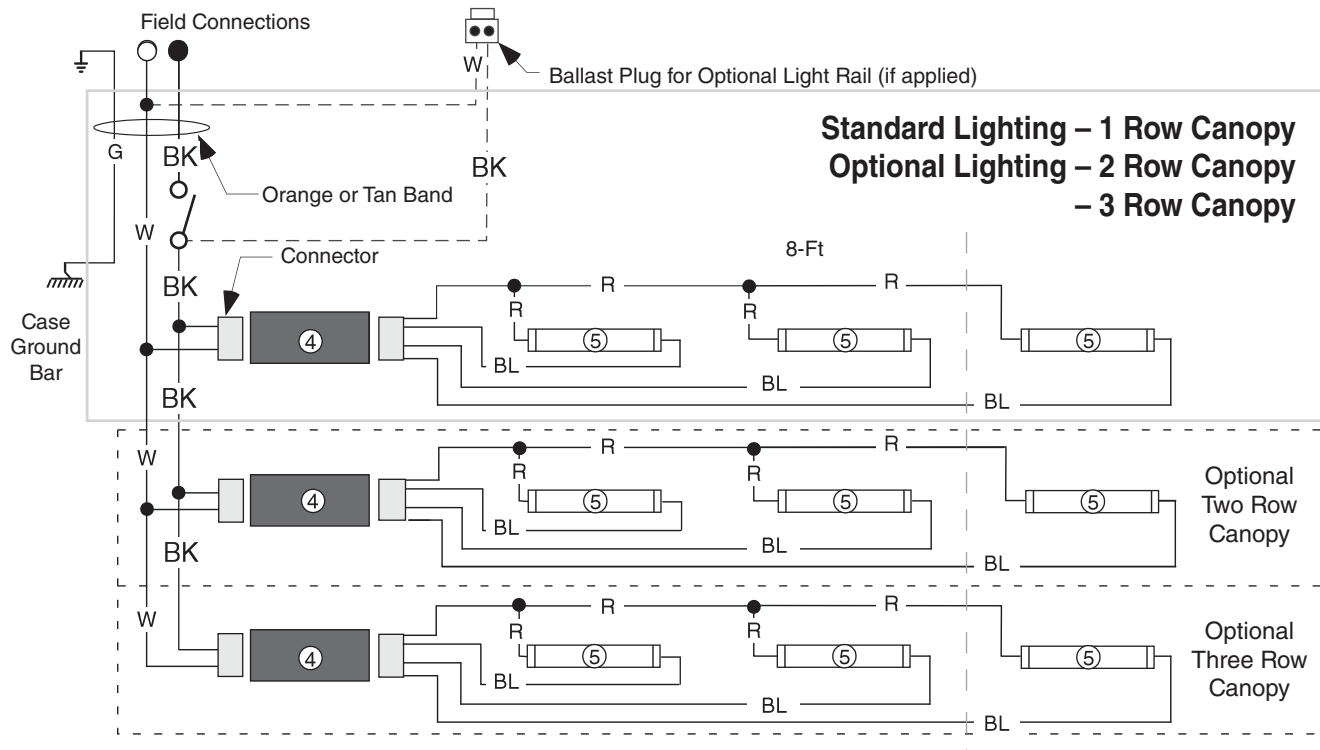 Field Connections
W
Ballast Plug for Optional Light Rail (if applied)
Standard Lighting – 1 Row Canopy
Optional Lighting – 2 Row Canopy
– 3 Row Canopy
G
BK
BK
Orange or Tan Band
W
8-Ft
Connector
BK
Case
Ground
Bar
R
R
R
R
4
5
5
5
BL
BL
BL
BK
W
R
R
R
R
4
5
5
5
BL
BL
BL
Optional
Two Row
Canopy
BK
W
R
R
R
R
4
5
5
5
BL
BL
BL
Optional
Three Row
Canopy